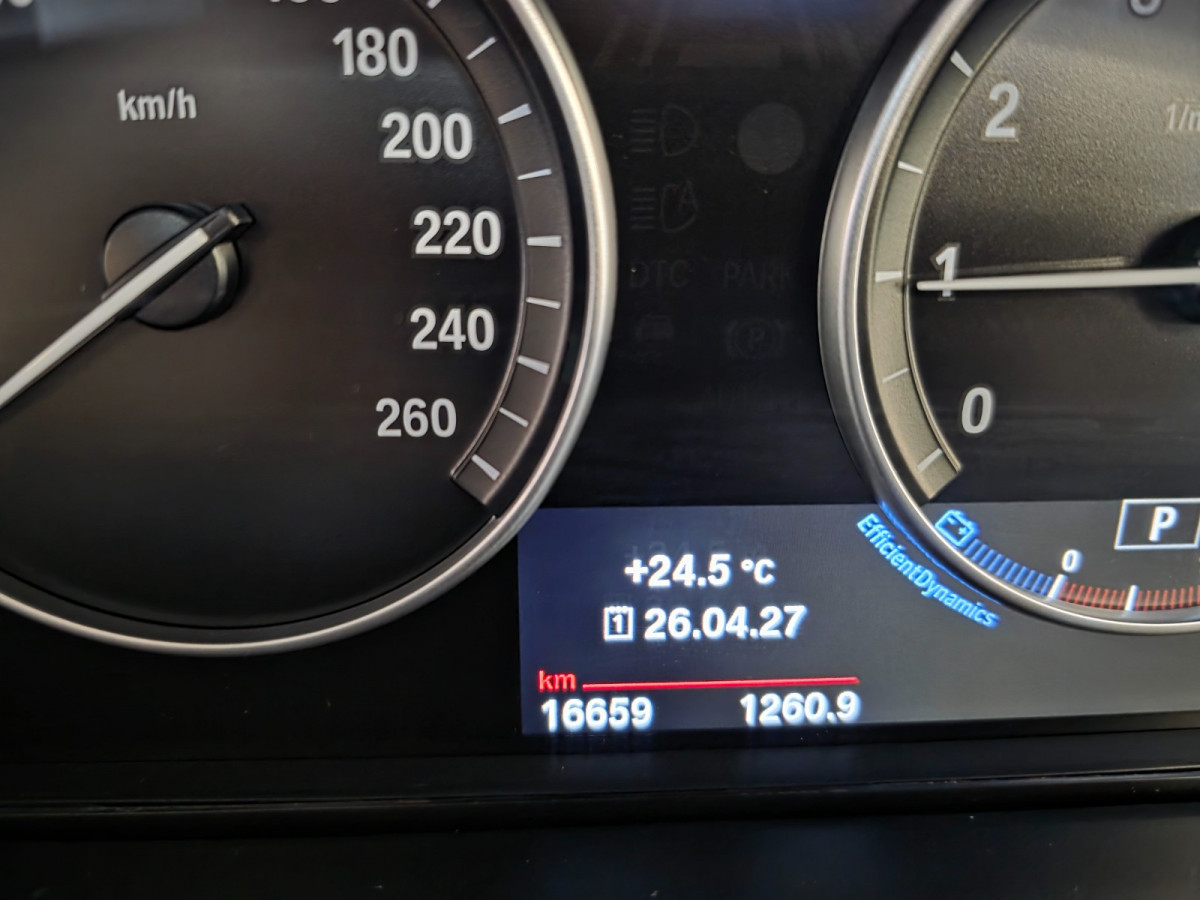 180
km/h
200
220
240
260
DTC PARK
2
1
0
P
EfficientDynamics
0
+24.5 °C
1 26.04.27
km
16659 1260.9